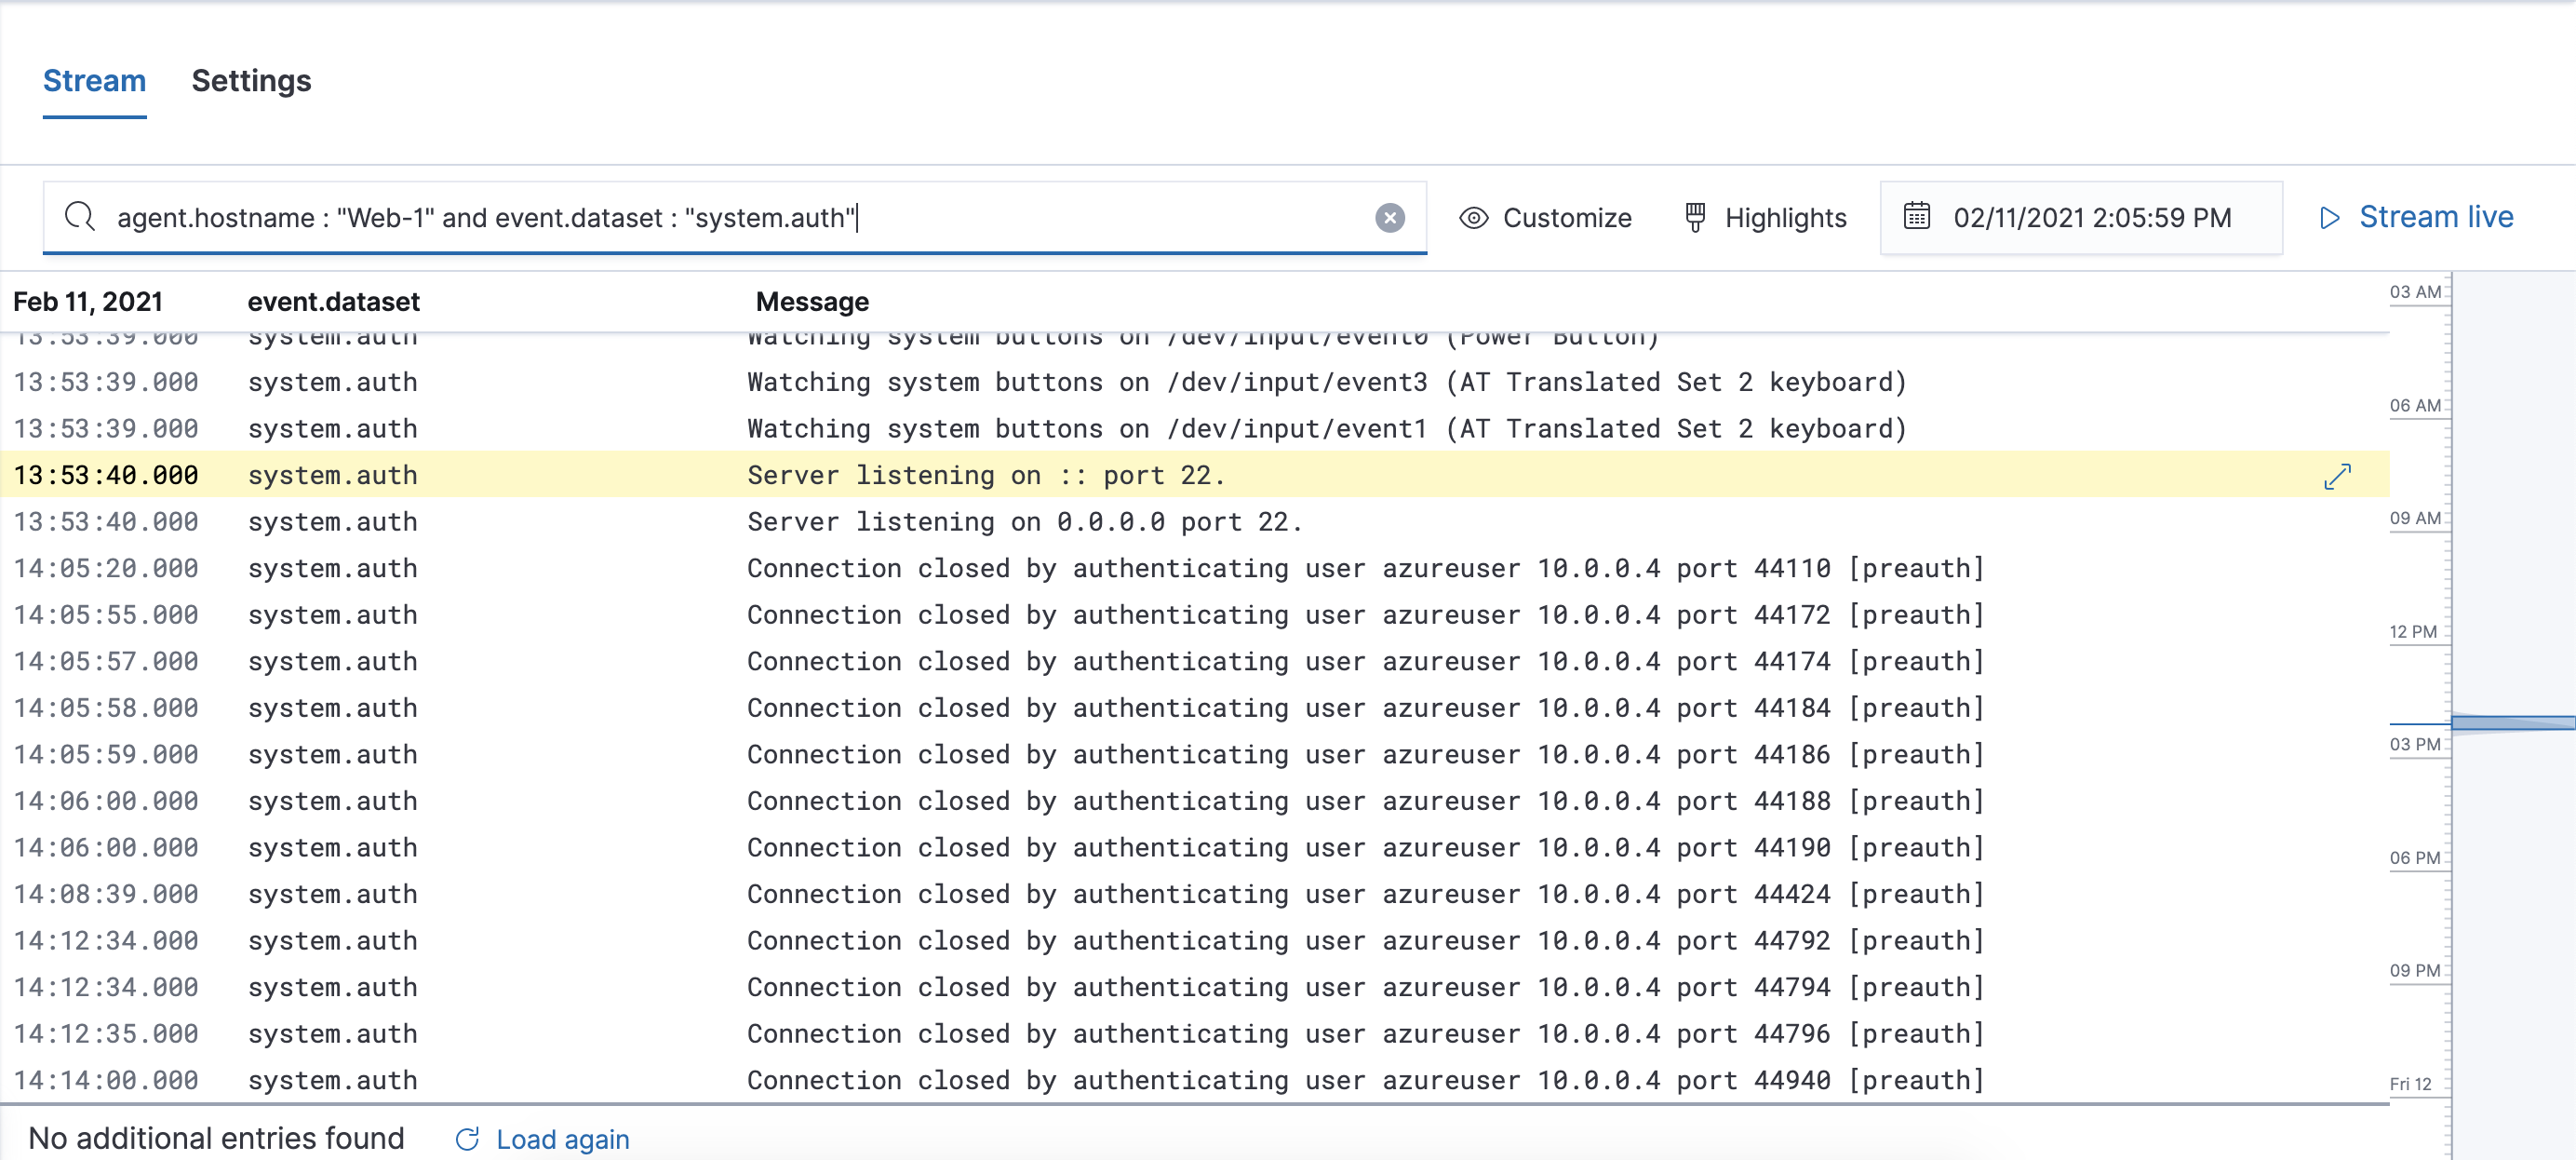 Stream Settings
agent.hostname : "Web-1" and event.dataset : "system.auth" Customize Highlights 02/11/2021 2:05:59 PM Stream live
Feb 11, 2021 event.dataset Message
13:53:39.000 system.auth Watching system buttons on /dev/input/event0 (Power Button)
13:53:39.000 system.auth Watching system buttons on /dev/input/event3 (AT Translated Set 2 keyboard)
13:53:39.000 system.auth Watching system buttons on /dev/input/event1 (AT Translated Set 2 keyboard)
13:53:40.000 system.auth Server listening on :: port 22.
13:53:40.000 system.auth Server listening on 0.0.0.0 port 22.
14:05:20.000 system.auth Connection closed by authenticating user azureuser 10.0.0.4 port 44110 [preauth]
14:05:55.000 system.auth Connection closed by authenticating user azureuser 10.0.0.4 port 44172 [preauth]
14:05:57.000 system.auth Connection closed by authenticating user azureuser 10.0.0.4 port 44174 [preauth]
14:05:58.000 system.auth Connection closed by authenticating user azureuser 10.0.0.4 port 44184 [preauth]
14:05:59.000 system.auth Connection closed by authenticating user azureuser 10.0.0.4 port 44186 [preauth]
14:06:00.000 system.auth Connection closed by authenticating user azureuser 10.0.0.4 port 44188 [preauth]
14:06:00.000 system.auth Connection closed by authenticating user azureuser 10.0.0.4 port 44190 [preauth]
14:08:39.000 system.auth Connection closed by authenticating user azureuser 10.0.0.4 port 44424 [preauth]
14:12:34.000 system.auth Connection closed by authenticating user azureuser 10.0.0.4 port 44792 [preauth]
14:12:34.000 system.auth Connection closed by authenticating user azureuser 10.0.0.4 port 44794 [preauth]
14:12:35.000 system.auth Connection closed by authenticating user azureuser 10.0.0.4 port 44796 [preauth]
14:14:00.000 system.auth Connection closed by authenticating user azureuser 10.0.0.4 port 44940 [preauth]
No additional entries found Load again
03 AM
06 AM
09 AM
12 PM
03 PM
06 PM
09 PM
Fri 12